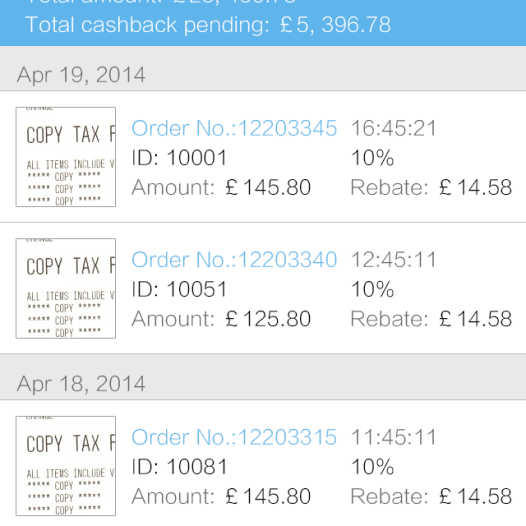 Total cashback pending: £5, 396.78
Apr 19, 2014
COPY TAX
ALL ITEMS INCLUDE V
***** COPY *****
***** COPY *****
***** COPY *****
Order No.:12203345 16:45:21
ID: 10001 10%
Amount: £145.80 Rebate: £14.58
COPY TAX
ALL ITEMS INCLUDE V
***** COPY *****
***** COPY *****
***** COPY *****
Order No.:12203340 12:45:11
ID: 10051 10%
Amount: £125.80 Rebate: £14.58
Apr 18, 2014
COPY TAX
ALL ITEMS INCLUDE V
***** COPY *****
***** COPY *****
***** COPY *****
Order No.:12203315 11:45:11
ID: 10081 10%
Amount: £145.80 Rebate: £14.58